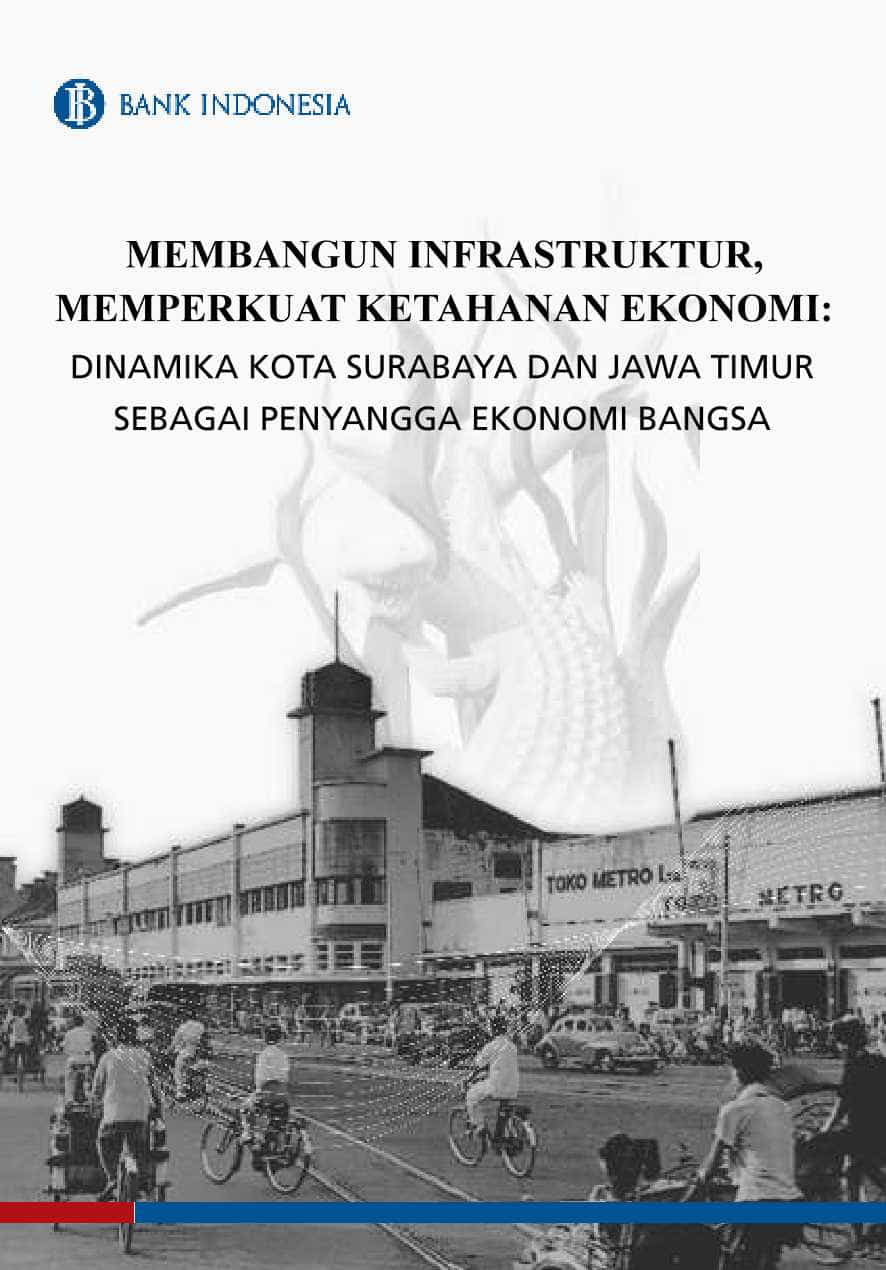 BANK INDONESIA
MEMBANGUN INFRASTRUKTUR,
MEMPERKUAT KETAHANAN EKONOMI:
DINAMIKA KOTA SURABAYA DAN JAWA TIMUR
SEBAGAI PENYANGGA EKONOMI BANGSA
TOKO METRO
METRO